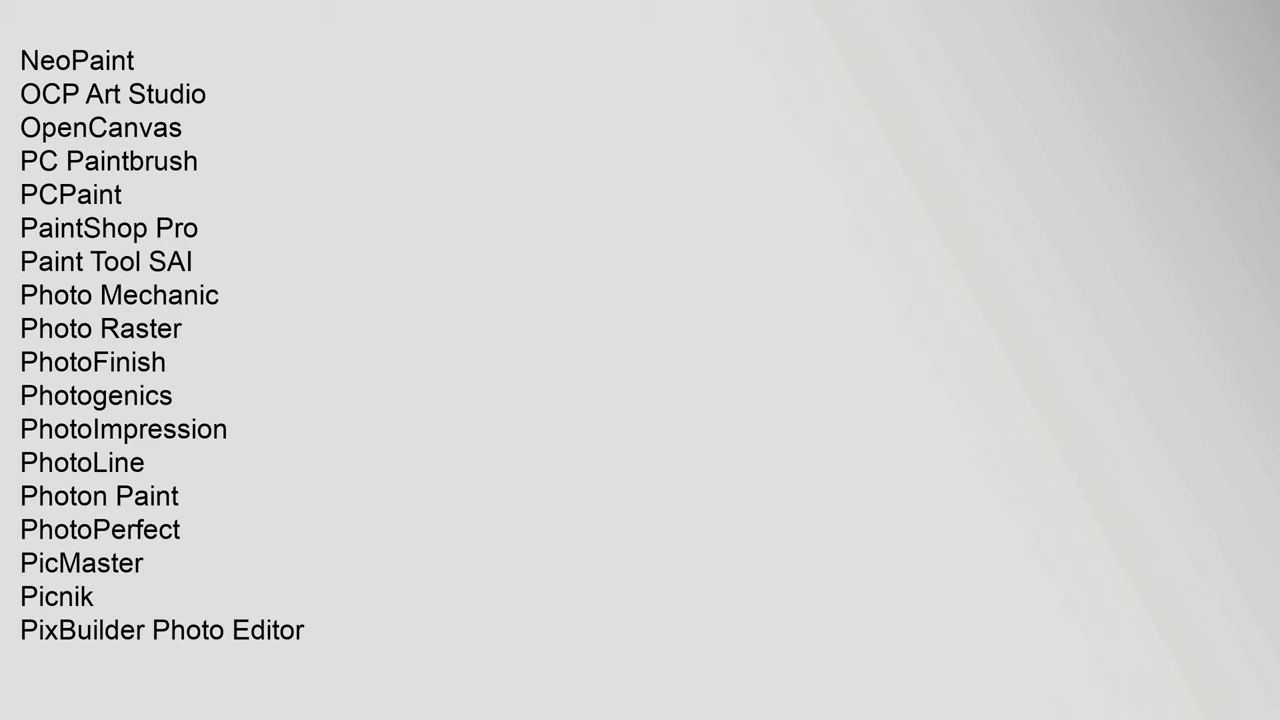 NeoPaint
OCP Art Studio
OpenCanvas
PC Paintbrush
PCPaint
PaintShop Pro
Paint Tool SAI
Photo Mechanic
Photo Raster
PhotoFinish
Photogenics
PhotoImpression
PhotoLine
Photon Paint
PhotoPerfect
PicMaster
Picnik
PixBuilder Photo Editor